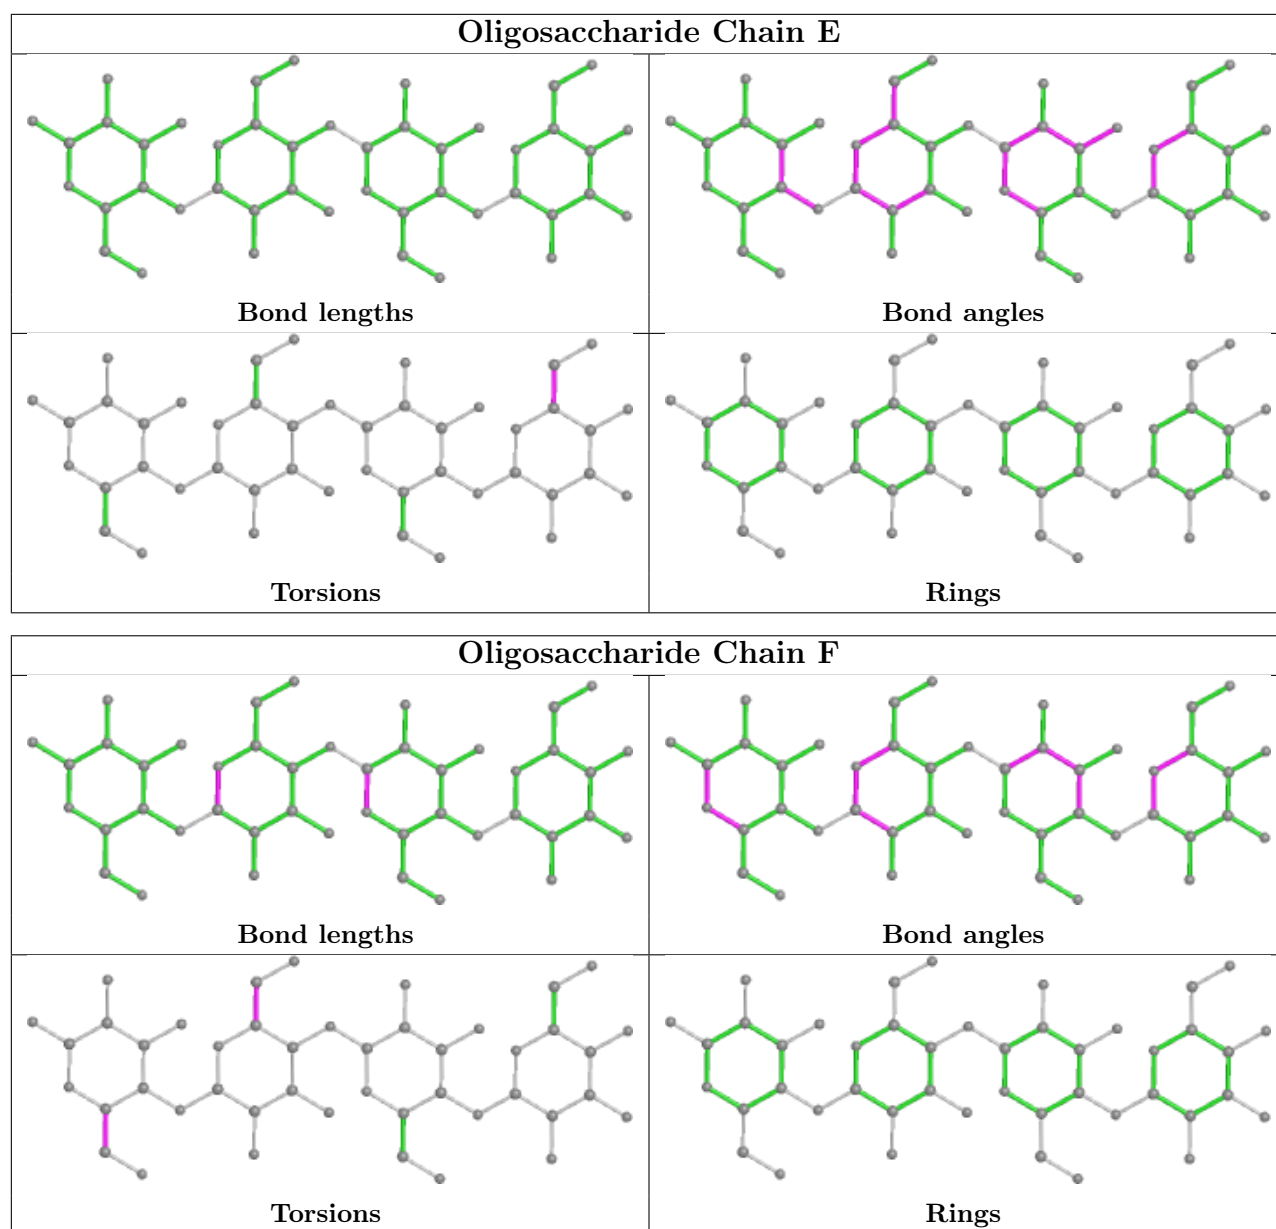 Oligosaccharide Chain E
Bond lengths
Bond angles
Torsions
Rings
Oligosaccharide Chain F
Bond lengths
Bond angles
Torsions
Rings